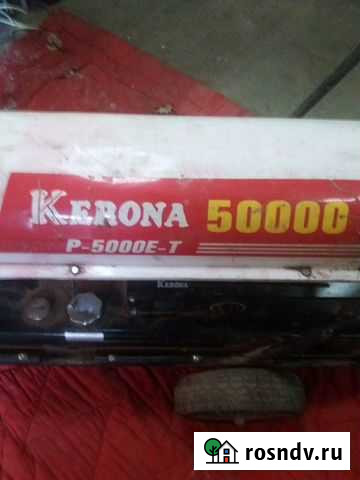 KERONA 50000
P-5000E-T
KERONA
rosndv.ru